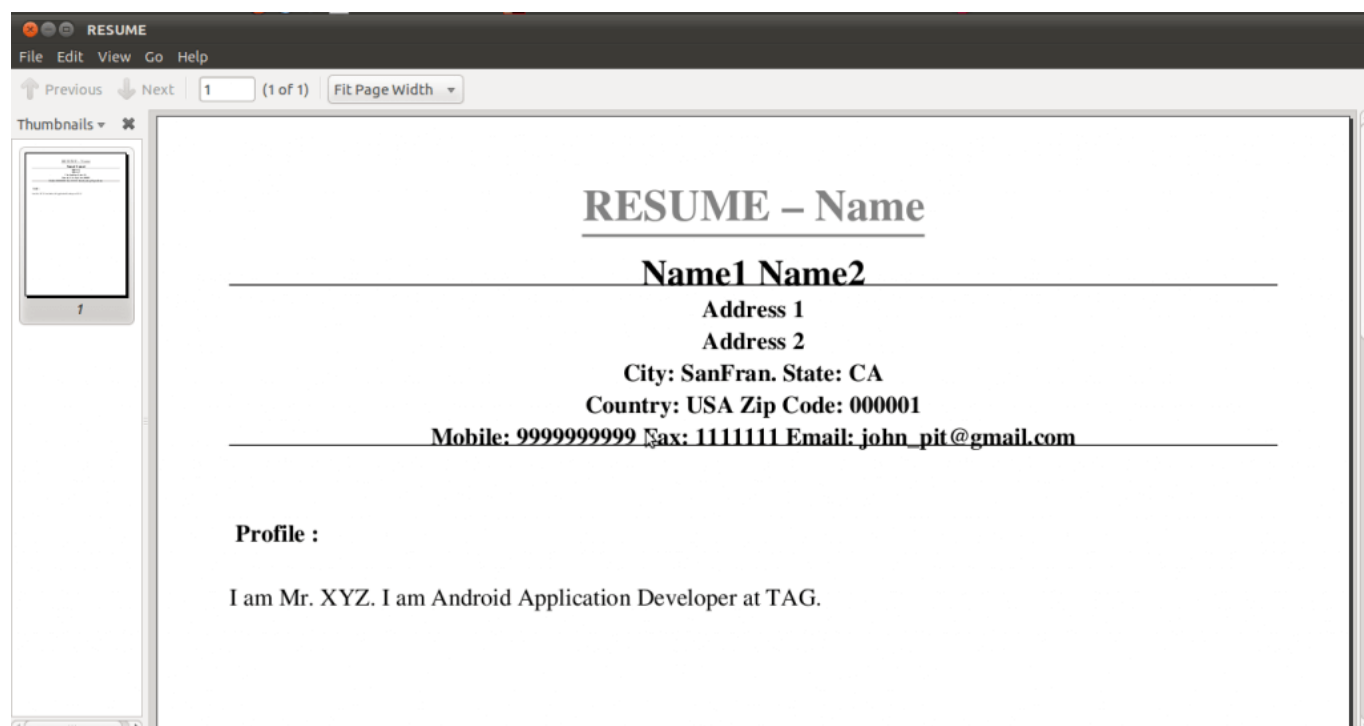 RESUME
File Edit View Go Help
Previous Next 1 (1 of 1) Fit Page Width
Thumbnails
1
RESUME – Name
Name1 Name2
Address 1
Address 2
City: SanFran. State: CA
Country: USA Zip Code: 000001
Mobile: 9999999999 Fax: 1111111 Email: john_pit@gmail.com
Profile :
I am Mr. XYZ. I am Android Application Developer at TAG.